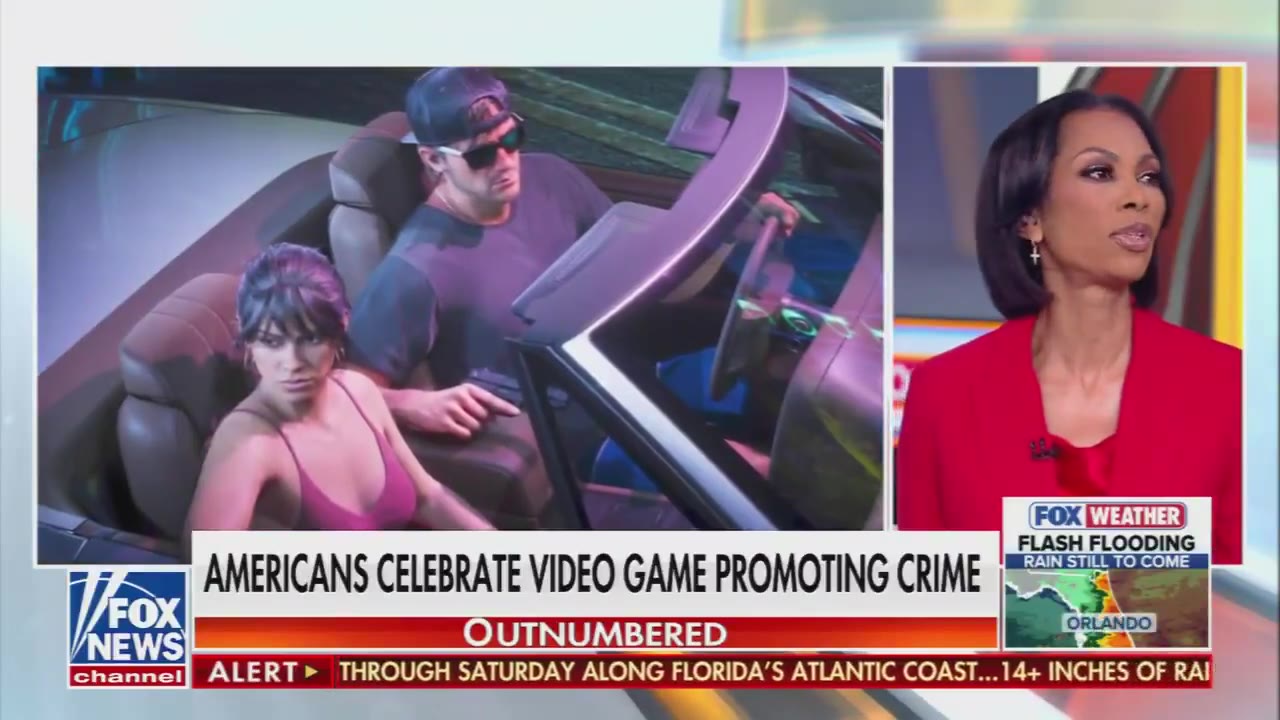 AMERICANS CELEBRATE VIDEO GAME PROMOTING CRIME
OUTNUMBERED
FOX
NEWS
channel
FOX WEATHER
FLASH FLOODING
RAIN STILL TO COME
ORLANDO
ALERT
THROUGH SATURDAY ALONG FLORIDA'S ATLANTIC COAST...14+ INCHES OF RAI